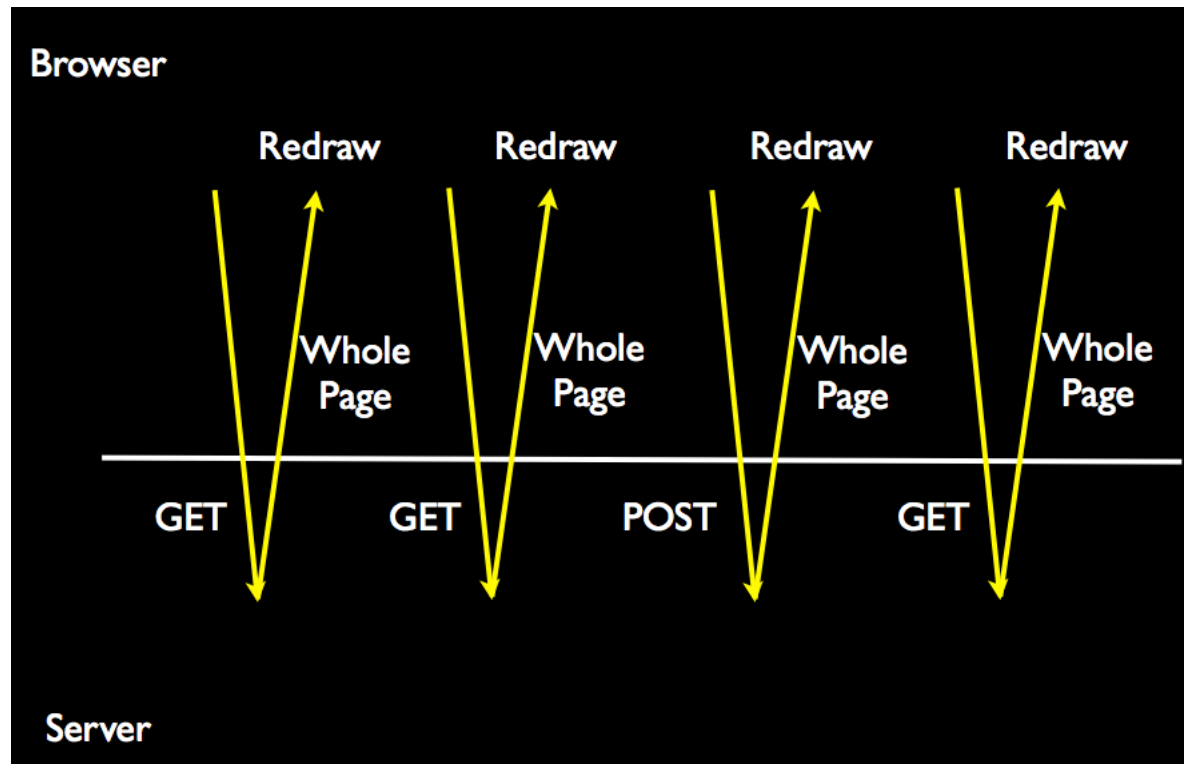 Browser
Redraw Redraw Redraw Redraw
Whole Whole Whole Whole
Page Page Page Page
GET GET POST GET
Server